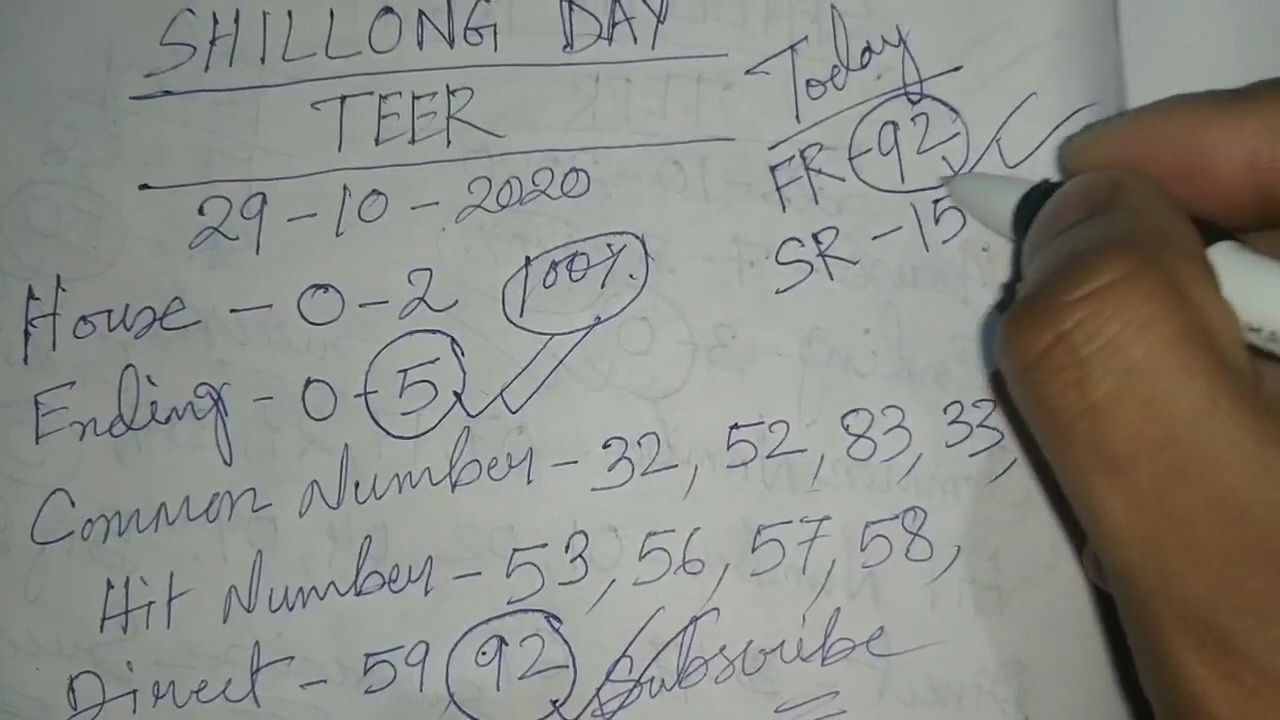 SHILLONG DAY
TEER
29-10-2020
Today
FR-92
SR-15
House - 0-2 100%.
Ending - 0-5
Common Number - 32, 52, 83, 33,
Hit Number - 53, 56, 57, 58,
Direct - 59, 92 Subscribe